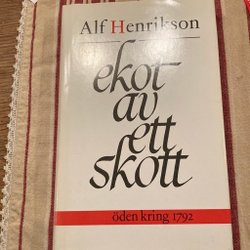 Alf Henrikson
ekot
av
ett
skott
öden kring 1792